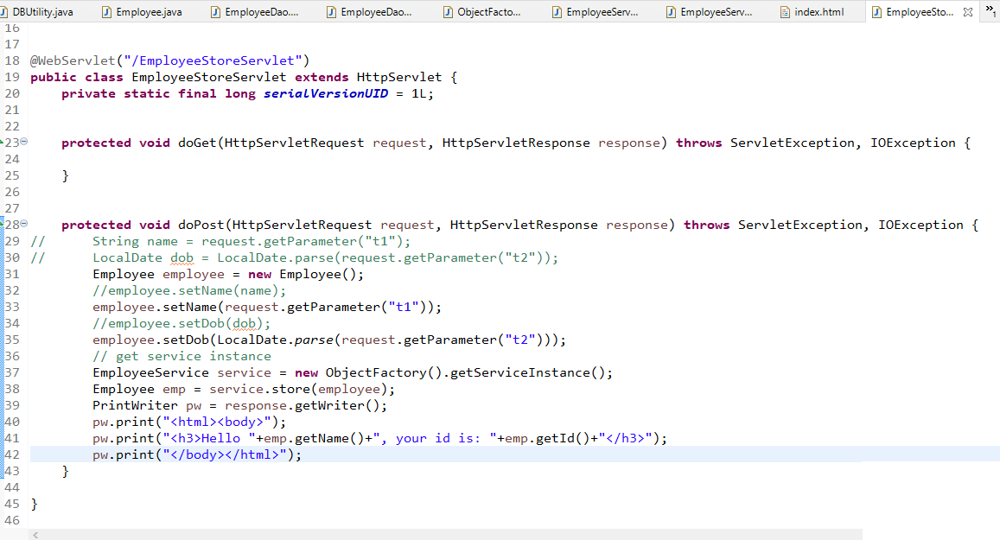 DBUtility.java Employee.java EmployeeDao.... EmployeeDao... ObjectFacto... EmployeeServ... EmployeeServ... index.html EmployeeSto... »1
16
17
18 @WebServlet("/EmployeeStoreServlet")
19 public class EmployeeStoreServlet extends HttpServlet {
20 private static final long serialVersionUID = 1L;
21
22
23 protected void doGet(HttpServletRequest request, HttpServletResponse response) throws ServletException, IOException {
24
25 }
26
27
28 protected void doPost(HttpServletRequest request, HttpServletResponse response) throws ServletException, IOException {
29 // String name = request.getParameter("t1");
30 // LocalDate dob = LocalDate.parse(request.getParameter("t2"));
31 Employee employee = new Employee();
32 //employee.setName(name);
33 employee.setName(request.getParameter("t1"));
34 //employee.setDob(dob);
35 employee.setDob(LocalDate.parse(request.getParameter("t2")));
36 // get service instance
37 EmployeeService service = new ObjectFactory().getServiceInstance();
38 Employee emp = service.store(employee);
39 PrintWriter pw = response.getWriter();
40 pw.print("<html><body>");
41 pw.print("<h3>Hello "+emp.getName()+", your id is: "+emp.getId()+"</h3>");
42 pw.print("</body></html>");
43 }
44
45 }
46